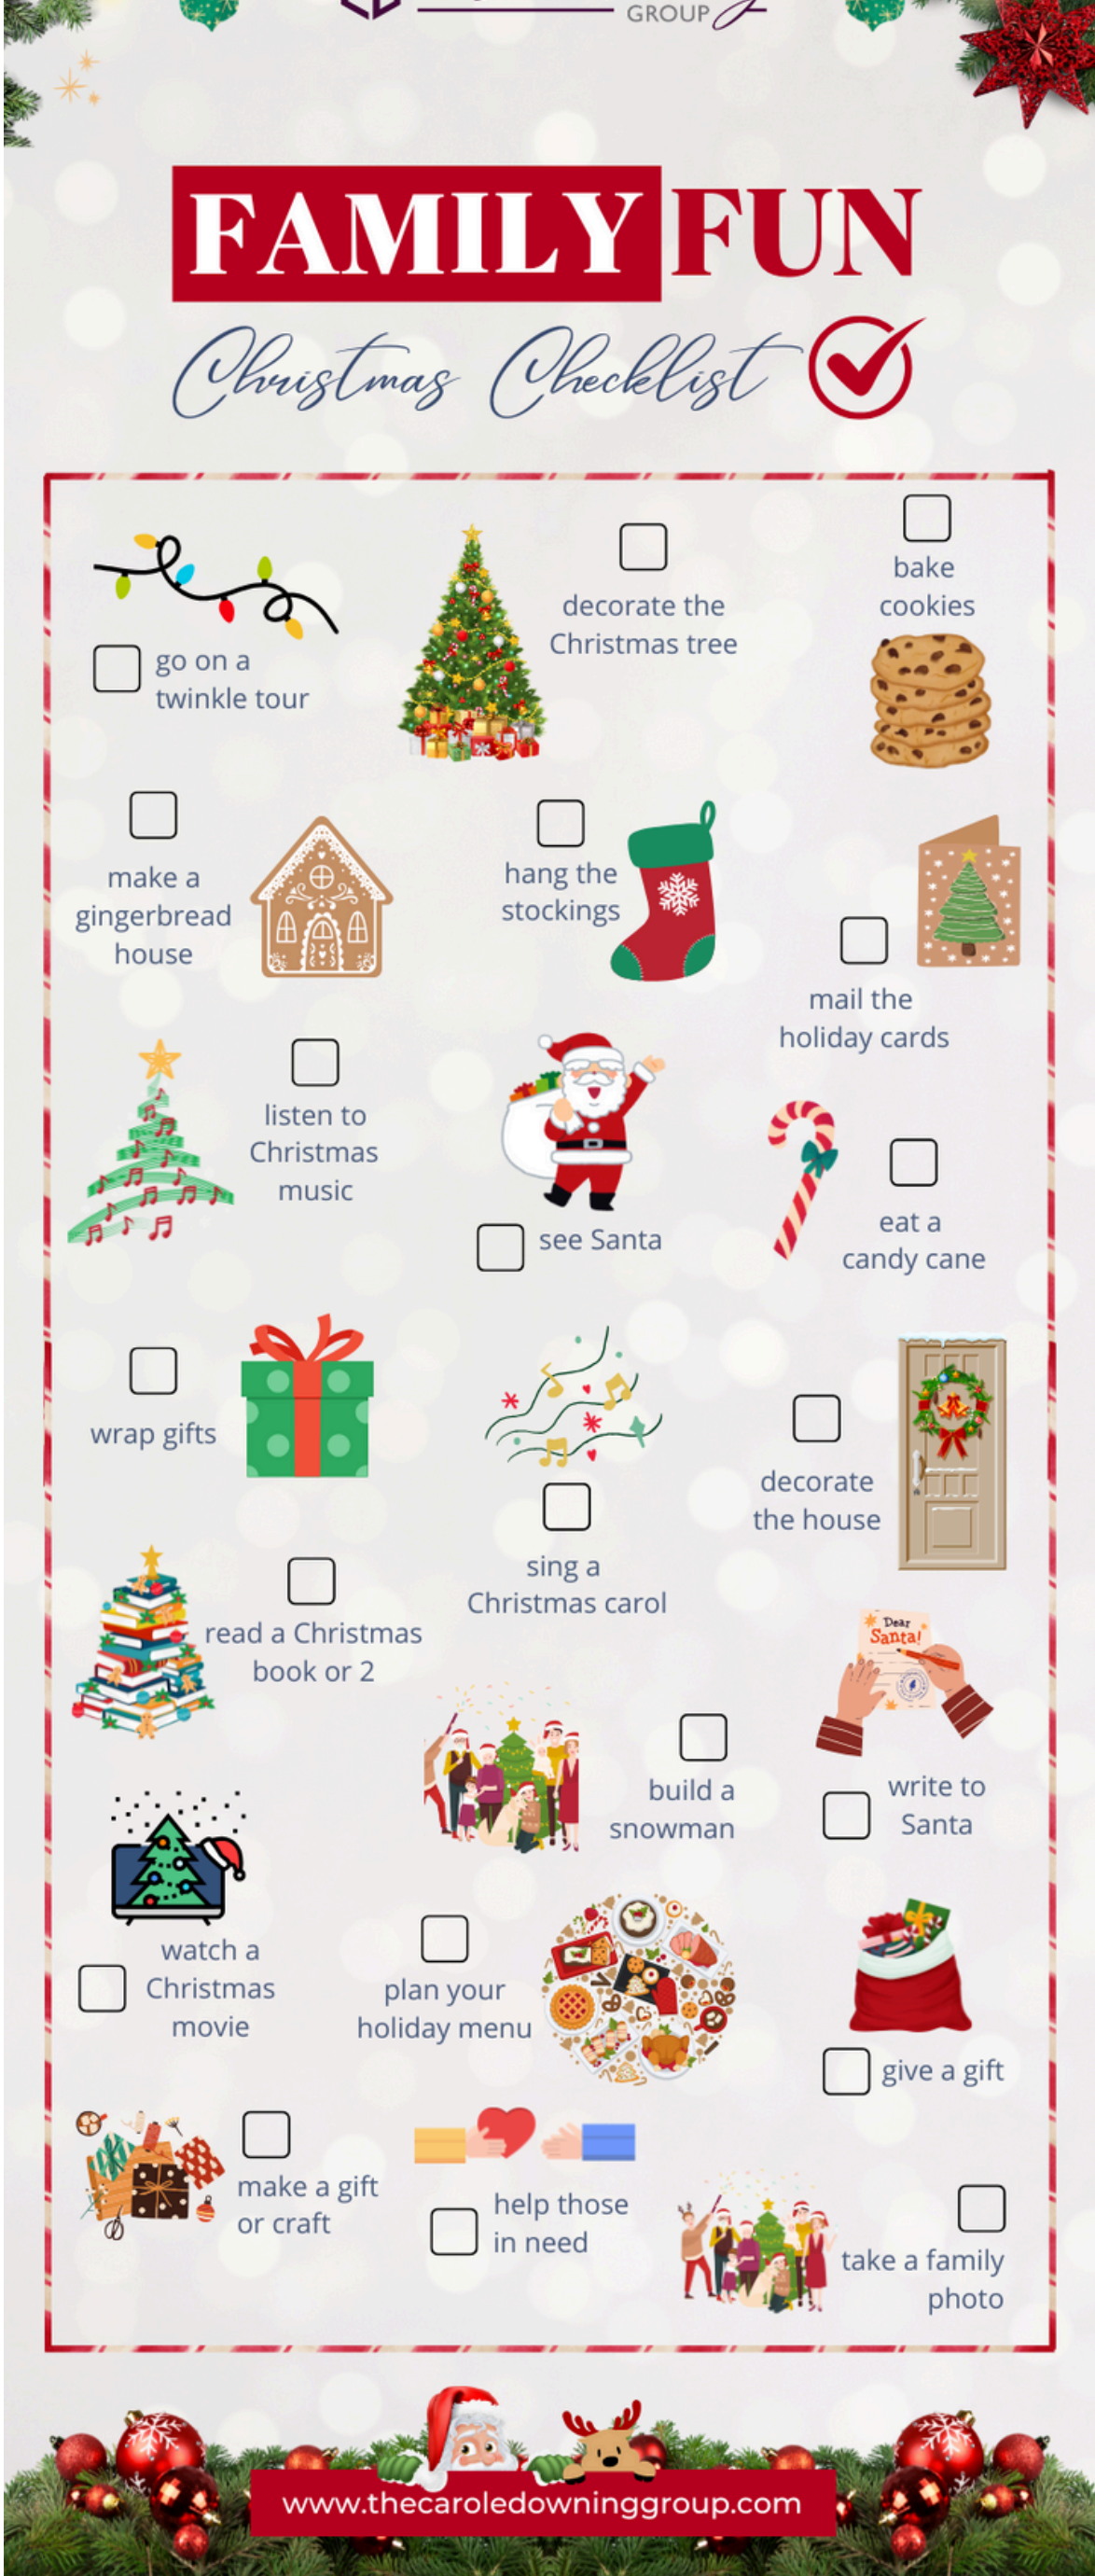 GROUP
FAMILY FUN
Christmas Checklist
go on a
twinkle tour
decorate the
Christmas tree
bake
cookies
make a
gingerbread
house
hang the
stockings
mail the
holiday cards
listen to
Christmas
music
see Santa
eat a
candy cane
wrap gifts
sing a
Christmas carol
decorate
the house
read a Christmas
book or 2
Dear
Santa!
build a
snowman
write to
Santa
watch a
Christmas
movie
plan your
holiday menu
give a gift
make a gift
or craft
help those
in need
take a family
photo
www.thecaroledowninggroup.com